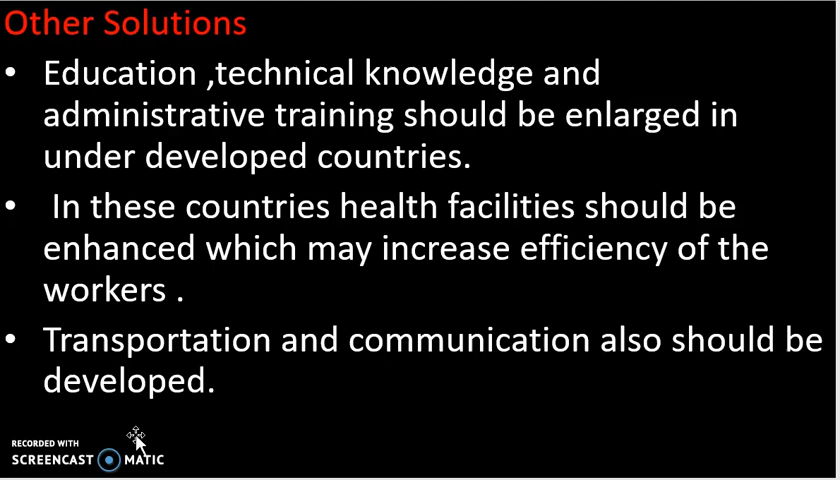 Other Solutions
• Education ,technical knowledge and
administrative training should be enlarged in
under developed countries.
• In these countries health facilities should be
enhanced which may increase efficiency of the
workers .
• Transportation and communication also should be
developed.
RECORDED WITH
SCREENCAST MATIC